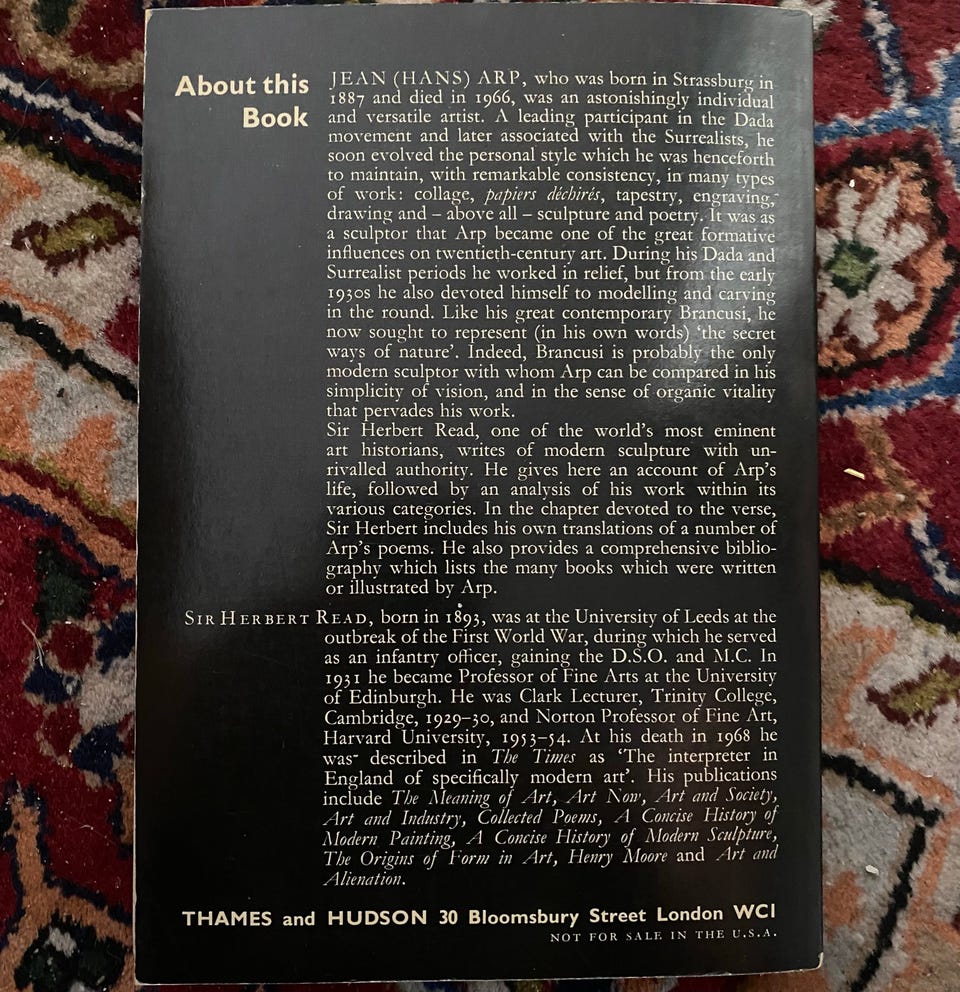 About this
Book
JEAN (HANS) ARP, who was born in Strassburg in
1887 and died in 1966, was an astonishingly individual
and versatile artist. A leading participant in the Dada
movement and later associated with the Surrealists, he
soon evolved the personal style which he was henceforth
to maintain, with remarkable consistency, in many types
of work: collage, papiers déchirés, tapestry, engraving,
drawing and – above all – sculpture and poetry. It was as
a sculptor that Arp became one of the great formative
influences on twentieth-century art. During his Dada and
Surrealist periods he worked in relief, but from the early
1930s he also devoted himself to modelling and carving
in the round. Like his great contemporary Brancusi, he
now sought to represent (in his own words) ‘the secret
ways of nature’. Indeed, Brancusi is probably the only
modern sculptor with whom Arp can be compared in his
simplicity of vision, and in the sense of organic vitality
that pervades his work.
Sir Herbert Read, one of the world’s most eminent
art historians, writes of modern sculpture with un-
rivalled authority. He gives here an account of Arp’s
life, followed by an analysis of his work within its
various categories. In the chapter devoted to the verse,
Sir Herbert includes his own translations of a number of
Arp’s poems. He also provides a comprehensive biblio-
graphy which lists the many books which were written
or illustrated by Arp.
SIR HERBERT READ, born in 1893, was at the University of Leeds at the
outbreak of the First World War, during which he served
as an infantry officer, gaining the D.S.O. and M.C. In
1931 he became Professor of Fine Arts at the University
of Edinburgh. He was Clark Lecturer, Trinity College,
Cambridge, 1929–30, and Norton Professor of Fine Art,
Harvard University, 1953–54. At his death in 1968 he
was described in The Times as ‘The interpreter in
England of specifically modern art’. His publications
include The Meaning of Art, Art Now, Art and Society,
Art and Industry, Collected Poems, A Concise History of
Modern Painting, A Concise History of Modern Sculpture,
The Origins of Form in Art, Henry Moore and Art and
Alienation.
THAMES and HUDSON 30 Bloomsbury Street London WC1
NOT FOR SALE IN THE U.S.A.